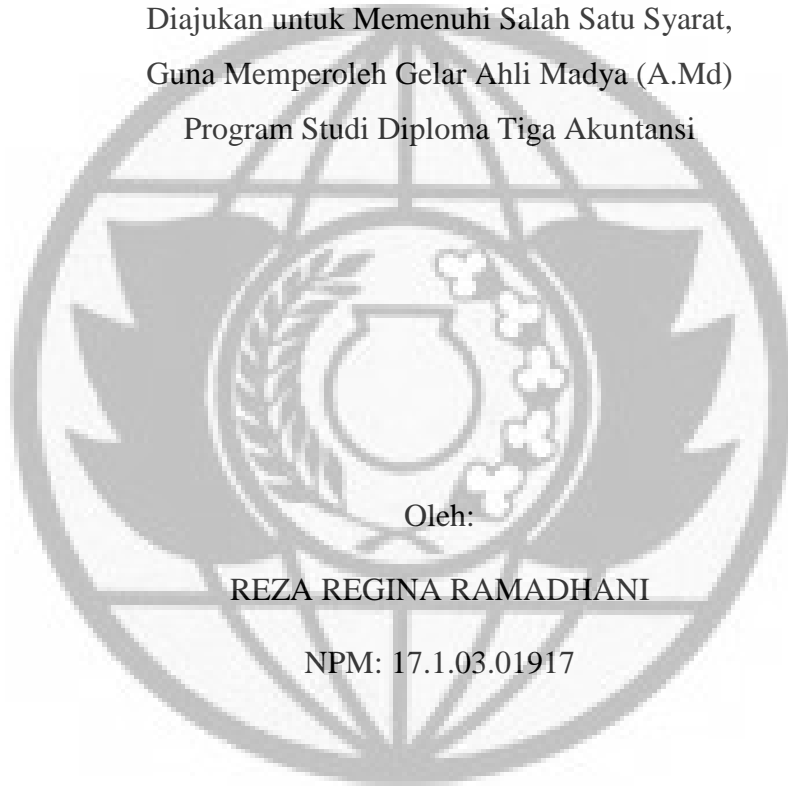 Diajukan untuk Memenuhi Salah Satu Syarat,
Guna Memperoleh Gelar Ahli Madya (A.Md)
Program Studi Diploma Tiga Akuntansi
Oleh:
REZA REGINA RAMADHANI
NPM: 17.1.03.01917